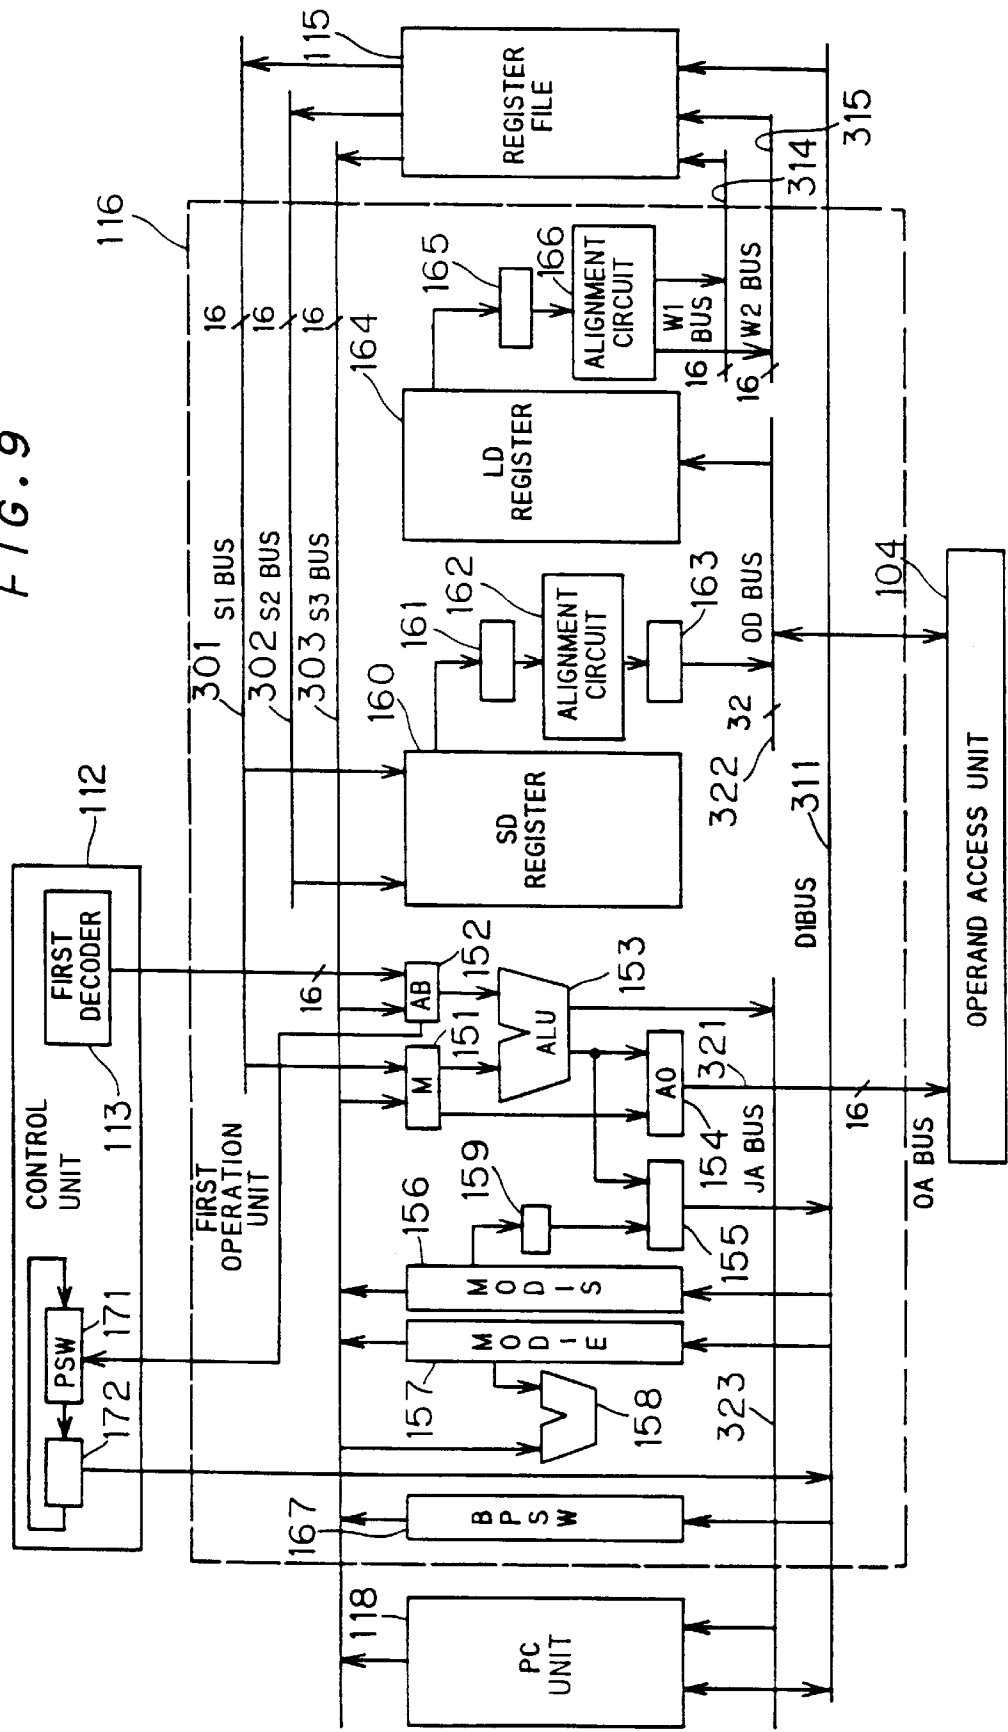 FIG. 9
112
CONTROL
UNIT
FIRST
DECODER
113
PSW
171
172
116
FIRST
OPERATION
UNIT
301
S1 BUS
16
302
S2 BUS
16
303
S3 BUS
16
115
REGISTER
FILE
118
PC
UNIT
167
BPSW
157
MODIE
158
156
MODIS
159
155
16
M
151
AB
152
ALU
153
AO
154
321
JA BUS
323
160
SD
REGISTER
161
162
ALIGNMENT
CIRCUIT
163
164
LD
REGISTER
165
166
ALIGNMENT
CIRCUIT
W1
BUS
16
W2 BUS
16
314
315
322
32
OD BUS
D1BUS
311
16
OA BUS
104
OPERAND ACCESS UNIT